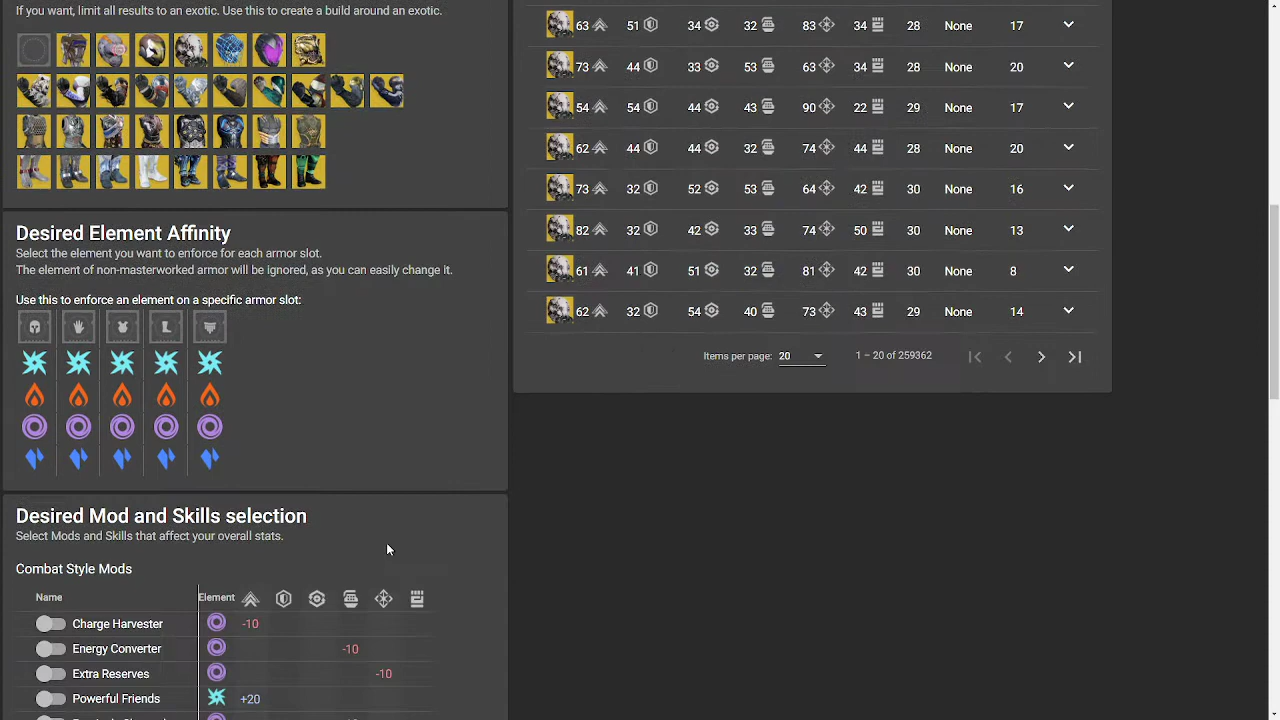 If you want, limit all results to an exotic. Use this to create a build around an exotic.
Desired Element Affinity
Select the element you want to enforce for each armor slot.
The element of non-masterworked armor will be ignored, as you can easily change it.
Use this to enforce an element on a specific armor slot:
Desired Mod and Skills selection
Select Mods and Skills that affect your overall stats.
Combat Style Mods
Name Element
Charge Harvester -10
Energy Converter -10
Extra Reserves -10
Powerful Friends +20
63 51 34 32 83 34 28 None 17
73 44 33 53 63 34 28 None 20
54 54 44 43 90 22 29 None 17
62 44 44 32 74 44 28 None 20
73 32 52 53 64 42 30 None 16
82 32 42 33 74 50 30 None 13
61 41 51 32 81 42 30 None 8
62 32 54 40 73 43 29 None 14
Items per page: 20 1 – 20 of 259362